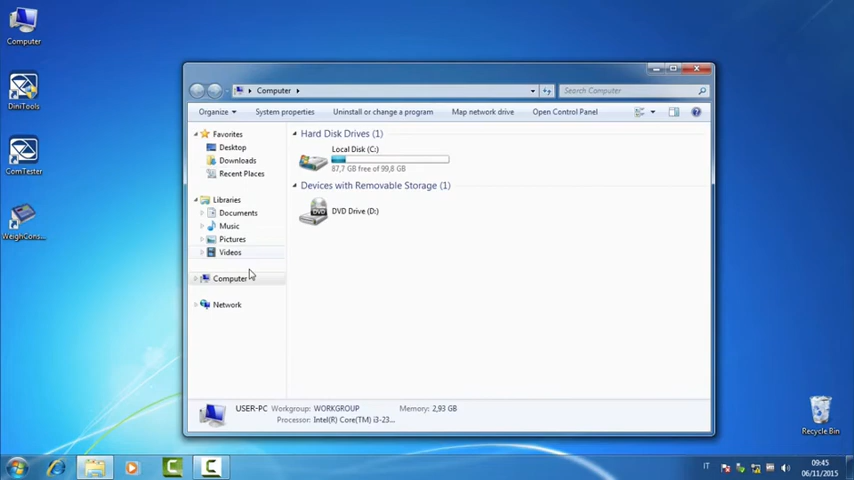 Computer
DiniTools
ComTester
WeighCons...
Computer
Search Computer
Organize
System properties
Uninstall or change a program
Map network drive
Open Control Panel
Favorites
Desktop
Downloads
Recent Places
Libraries
Documents
Music
Pictures
Videos
Computer
Network
Hard Disk Drives (1)
Local Disk (C:)
87,7 GB free of 99,8 GB
Devices with Removable Storage (1)
DVD
DVD Drive (D:)
USER-PC Workgroup: WORKGROUP Memory: 2,93 GB
Processor: Intel(R) Core(TM) i3-23...
Recycle Bin
IT
09:45
06/11/2015